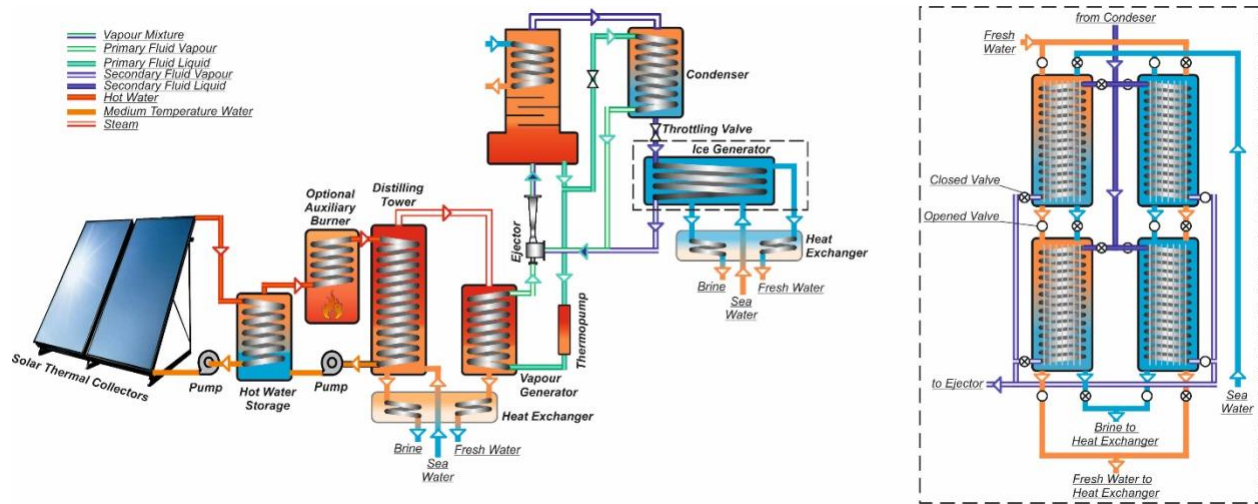 Vapour Mixture
Primary Fluid Vapour
Primary Fluid Liquid
Secondary Fluid Vapour
Secondary Fluid Liquid
Hot Water
Medium Temperature Water
Steam
Solar Thermal Collectors
Pump
Hot Water
Storage
Optional
Auxiliary
Burner
Pump
Distilling
Tower
Heat Exchanger
Brine
Sea
Water
Fresh Water
Vapour
Generator
Ejector
Thermopump
Condenser
Throttling Valve
Ice Generator
Heat
Exchanger
Brine
Sea
Water
Fresh Water
from Condeser
Fresh
Water
Closed Valve
Opened Valve
to Ejector
Sea
Water
Brine to
Heat Exchanger
Fresh Water to
Heat Exchanger